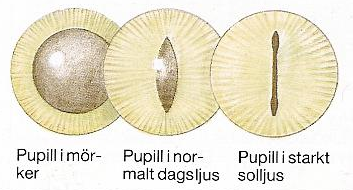 Pupill i mör-
ker
Pupill i nor-
malt dagsljus
Pupill i starkt
solljus